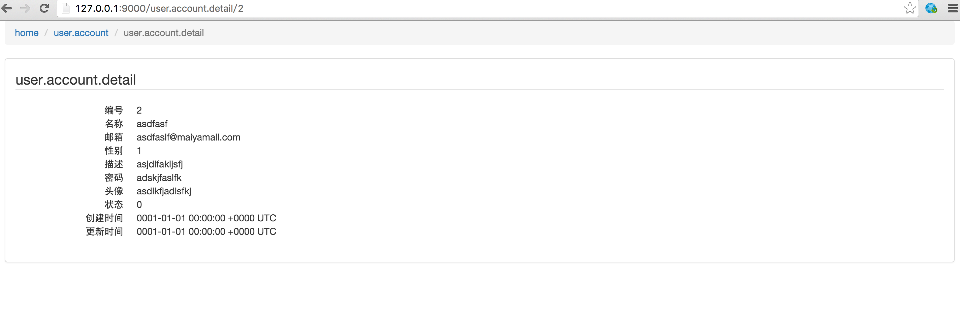 127.0.0.1:9000/user.account.detail/2
home / user.account / user.account.detail
user.account.detail
编号 2
名称 asdfasf
邮箱 asdfaslf@maiyamall.com
性别 1
描述 asjdlfakljsfj
密码 adskjfaslfk
头像 asdlkfjadlsfkj
状态 0
创建时间 0001-01-01 00:00:00 +0000 UTC
更新时间 0001-01-01 00:00:00 +0000 UTC